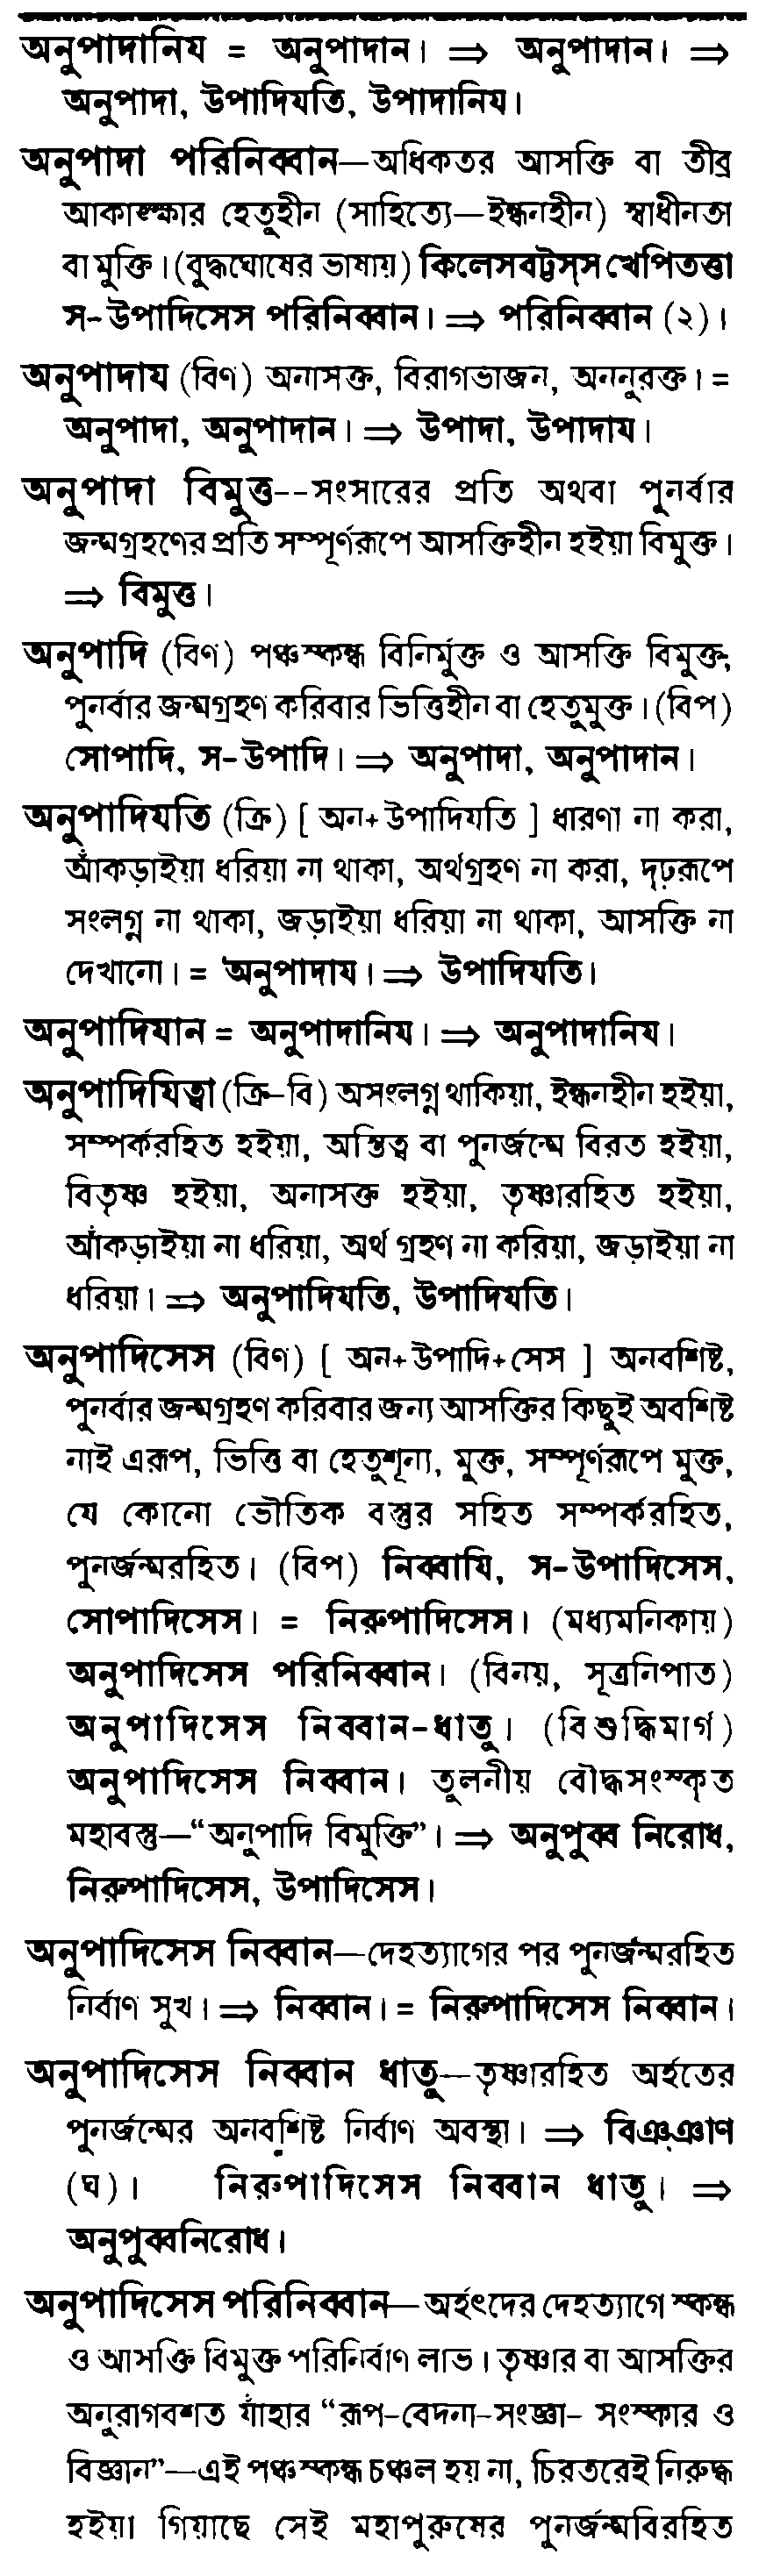 অনুপাদানিয = অনুপাদান। ⇒ অনুপাদান। ⇒
অনুপাদা, উপাদিযতি, উপাদানিয।
অনুপাদা পরিনিব্বান—অধিকতর আসক্তি বা তীব্র
আকাঙ্ক্ষার হেতুহীন (সাহিত্যে—ইন্ধনহীন) স্বাধীনতা
বা মুক্তি। (বুদ্ধঘোষের ভাষায়) কিলেসবট্টস্স খেপিতত্তা
স-উপাদিসেস পরিনিব্বান। ⇒ পরিনিব্বান (২)।
অনুপাদায (বিণ) অনাসক্ত, বিরাগভাজন, অননুরক্ত। =
অনুপাদা, অনুপাদান। ⇒ উপাদা, উপাদায।
অনুপাদা বিমুত্ত--সংসারের প্রতি অথবা পুনর্বার
জন্মগ্রহণের প্রতি সম্পূর্ণরূপে আসক্তিহীন হইয়া বিমুক্ত।
⇒ বিমুত্ত।
অনুপাদি (বিণ) পঞ্চস্কন্ধ বিনির্মুক্ত ও আসক্তি বিমুক্ত,
পুনর্বার জন্মগ্রহণ করিবার ভিত্তিহীন বা হেতুমুক্ত। (বিপ)
সোপাদি, স-উপাদি। ⇒ অনুপাদা, অনুপাদান।
অনুপাদিযতি (ক্রি) [ অন+উপাদিযতি ] ধারণা না করা,
আঁকড়াইয়া ধরিয়া না থাকা, অর্থগ্রহণ না করা, দৃঢ়রূপে
সংলগ্ন না থাকা, জড়াইয়া ধরিয়া না থাকা, আসক্তি না
দেখানো। = অনুপাদায। ⇒ উপাদিযতি।
অনুপাদিযান = অনুপাদানিয। ⇒ অনুপাদানিয।
অনুপাদিযিত্বা (ক্রি-বি) অসংলগ্ন থাকিয়া, ইন্ধনহীন হইয়া,
সম্পর্করহিত হইয়া, অস্তিত্ব বা পুনর্জন্মে বিরত হইয়া,
বিতৃষ্ণ হইয়া, অনাসক্ত হইয়া, তৃষ্ণারহিত হইয়া,
আঁকড়াইয়া না ধরিয়া, অর্থ গ্রহণ না করিয়া, জড়াইয়া না
ধরিয়া। ⇒ অনুপাদিযতি, উপাদিযতি।
অনুপাদিসেস (বিণ) [ অন+উপাদি+সেস ] অনবশিষ্ট,
পুনর্বার জন্মগ্রহণ করিবার জন্য আসক্তির কিছুই অবশিষ্ট
নাই এরূপ, ভিত্তি বা হেতুশূন্য, মুক্ত, সম্পূর্ণরূপে মুক্ত,
যে কোনো ভৌতিক বস্তুর সহিত সম্পর্করহিত,
পুনর্জন্মরহিত। (বিপ) নিব্বাযি, স-উপাদিসেস,
সোপাদিসেস। = নিরুপাদিসেস। (মধ্যমনিকায়)
অনুপাদিসেস পরিনিব্বান। (বিনয়, সূত্রনিপাত)
অনুপাদিসেস নিব্বান-ধাতু। (বিশুদ্ধিমার্গ)
অনুপাদিসেস নিব্বান। তুলনীয় বৌদ্ধসংস্কৃত
মহাবস্তু—“অনুপাদি বিমুক্তি”। ⇒ অনুপুব্ব নিরোধ,
নিরুপাদিসেস, উপাদিসেস।
অনুপাদিসেস নিব্বান—দেহত্যাগের পর পুনর্জন্মরহিত
নির্বাণ সুখ। ⇒ নিব্বান। = নিরুপাদিসেস নিব্বান।
অনুপাদিসেস নিব্বান ধাতু—তৃষ্ণারহিত অর্হতের
পুনর্জন্মের অনবশিষ্ট নির্বাণ অবস্থা। ⇒ বিঞ্ঞাণ
(ঘ)। নিরুপাদিসেস নিব্বান ধাতু। ⇒
অনুপুব্বনিরোধ।
অনুপাদিসেস পরিনিব্বান—অর্হৎদের দেহত্যাগে স্কন্ধ
ও আসক্তি বিমুক্ত পরিনির্বাণ লাভ। তৃষ্ণার বা আসক্তির
অনুরাগবশত যাঁহার “রূপ-বেদনা-সংজ্ঞা- সংস্কার ও
বিজ্ঞান”—এই পঞ্চস্কন্ধ চঞ্চল হয় না, চিরতরেই নিরুদ্ধ
হইয়া গিয়াছে সেই মহাপুরুষের পুনর্জন্মবিরহিত